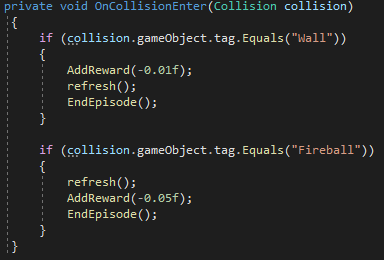 private void OnCollisionEnter(Collision collision)
{
if (collision.gameObject.tag.Equals("Wall"))
{
AddReward(-0.01f);
refresh();
EndEpisode();
}
if (collision.gameObject.tag.Equals("Fireball"))
{
refresh();
AddReward(-0.05f);
EndEpisode();
}
}